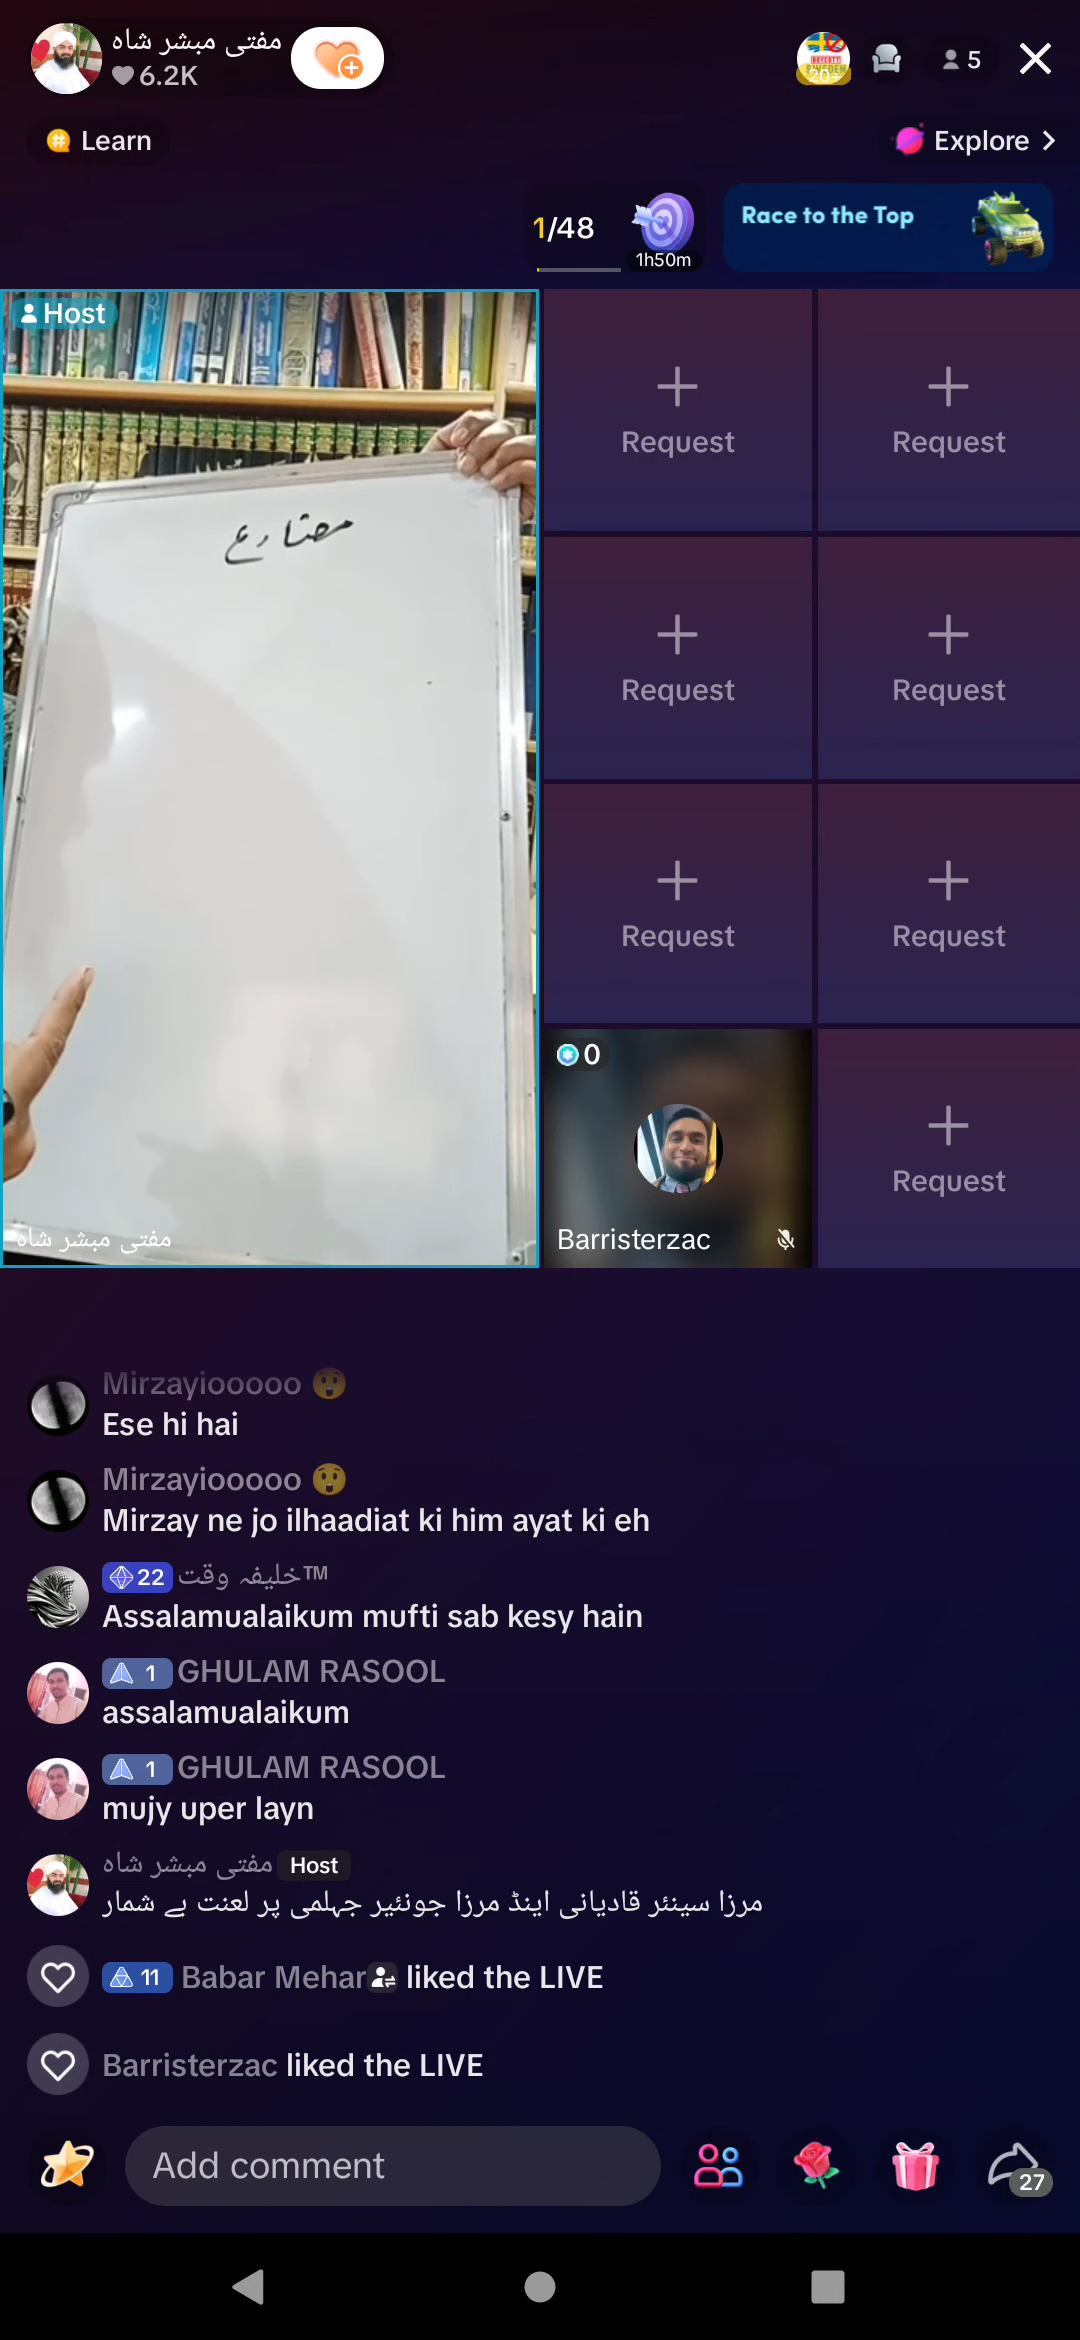 مفتی مبشر شاہ
6.2K
20+
5
Learn
Explore
1/48
1h50m
Race to the Top
Host
مضارع
Request
Request
Request
Request
Request
Request
0
Barristerzac
Request
مفتی مبشر شاہ
Mirzayiooooo 😲
Ese hi hai
Mirzayiooooo 😲
Mirzay ne jo ilhaadiat ki him ayat ki eh
22 خلیفہ وقت™
Assalamualaikum mufti sab kesy hain
1 GHULAM RASOOL
assalamualaikum
1 GHULAM RASOOL
mujy uper layn
مفتی مبشر شاہ Host
مرزا سینئر قادیانی اینڈ مرزا جونئیر جہلمی پر لعنت بے شمار
11 Babar Mehar liked the LIVE
Barristerzac liked the LIVE
Add comment
27